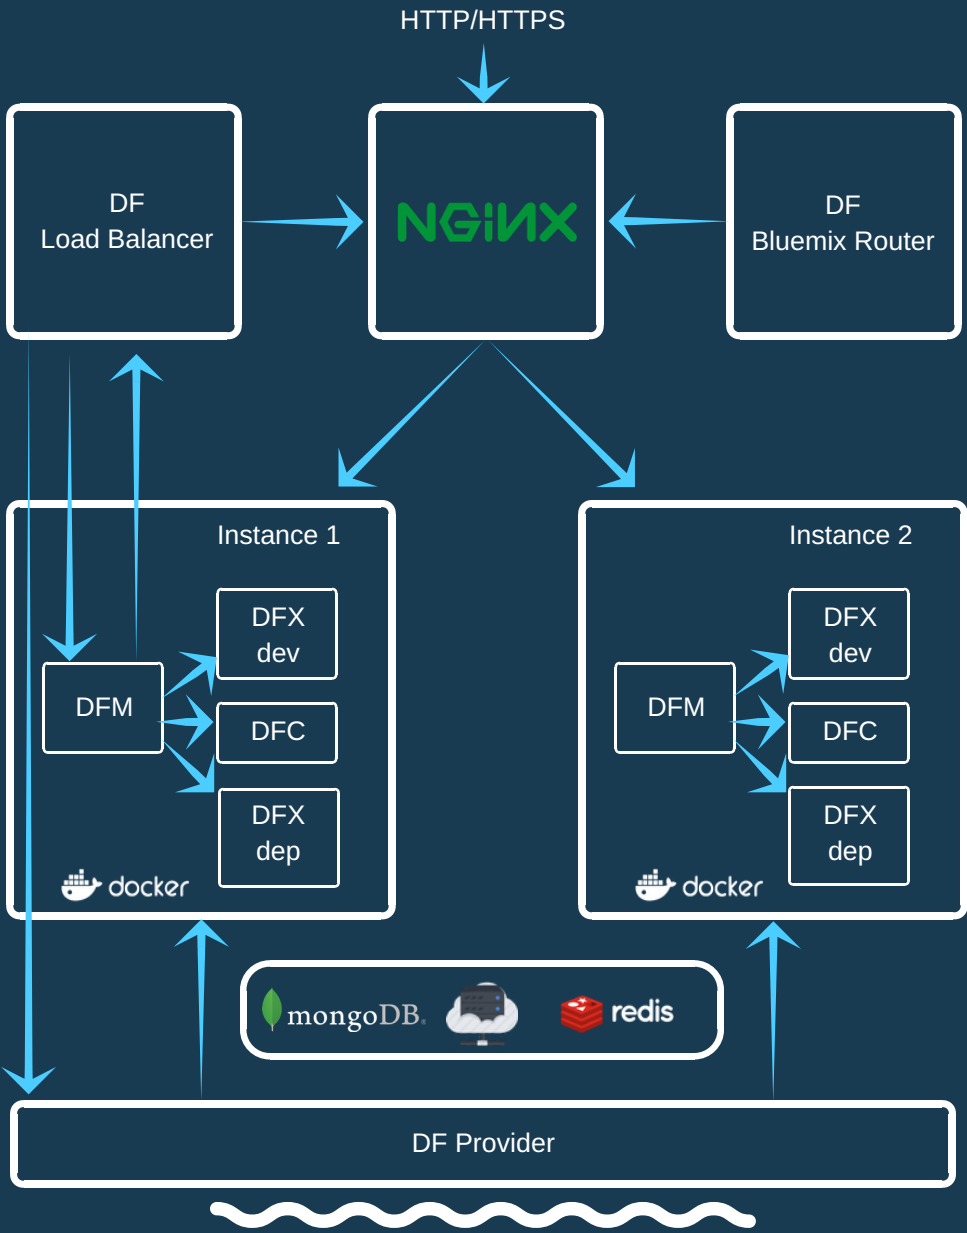 HTTP/HTTPS
DF
Load Balancer
NGiNX
DF
Bluemix Router
Instance 1
DFX
dev
DFM
DFC
DFX
dep
docker
Instance 2
DFX
dev
DFM
DFC
DFX
dep
docker
mongoDB®
redis
DF Provider